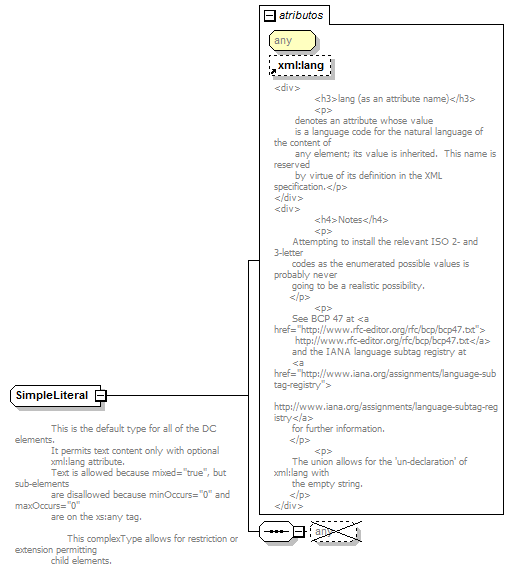 atributos
any
xml:lang
<div>
<h3>lang (as an attribute name)</h3>
<p>
denotes an attribute whose value
is a language code for the natural language of
the content of
any element; its value is inherited.  This name is
reserved
by virtue of its definition in the XML
specification.</p>
</div>
<div>
<h4>Notes</h4>
<p>
Attempting to install the relevant ISO 2- and
3-letter
codes as the enumerated possible values is
probably never
going to be a realistic possibility.
</p>
<p>
See BCP 47 at <a
href="http://www.rfc-editor.org/rfc/bcp/bcp47.txt">
http://www.rfc-editor.org/rfc/bcp/bcp47.txt</a>
and the IANA language subtag registry at
<a
href="http://www.iana.org/assignments/language-sub
tag-registry">
http://www.iana.org/assignments/language-subtag-reg
istry</a>
for further information.
</p>
<p>
The union allows for the 'un-declaration' of
xml:lang with
the empty string.
</p>
</div>
SimpleLiteral
This is the default type for all of the DC
elements.
It permits text content only with optional
xml:lang attribute.
Text is allowed because mixed="true", but
sub-elements
are disallowed because minOccurs="0" and
maxOccurs="0"
are on the xs:any tag.
This complexType allows for restriction or
extension permitting
child elements.
any